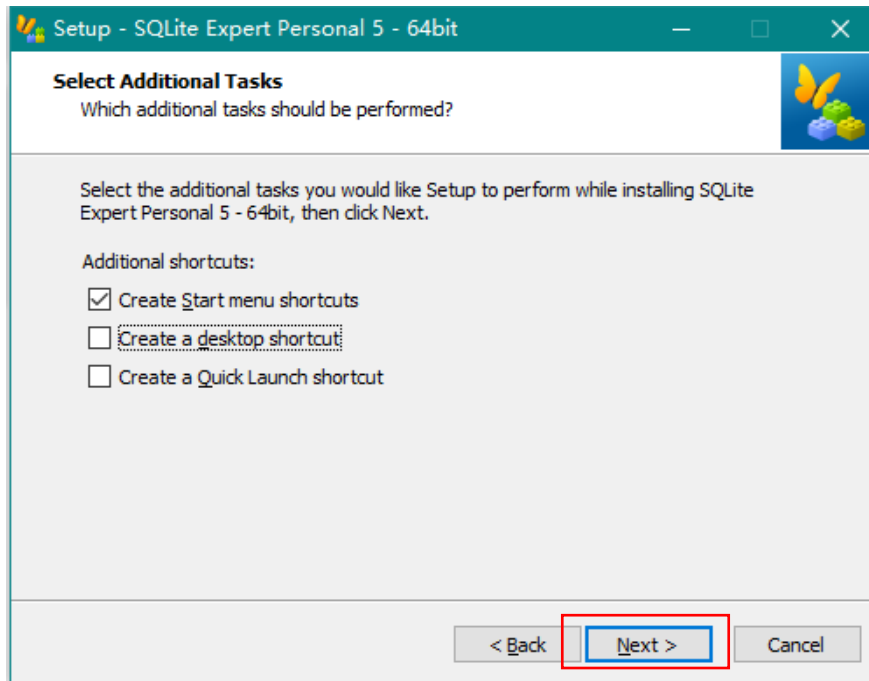 Setup - SQLite Expert Personal 5 - 64bit
Select Additional Tasks
Which additional tasks should be performed?
Select the additional tasks you would like Setup to perform while installing SQLite
Expert Personal 5 - 64bit, then click Next.
Additional shortcuts:
Create Start menu shortcuts
Create a desktop shortcut
Create a Quick Launch shortcut
< Back Next > Cancel